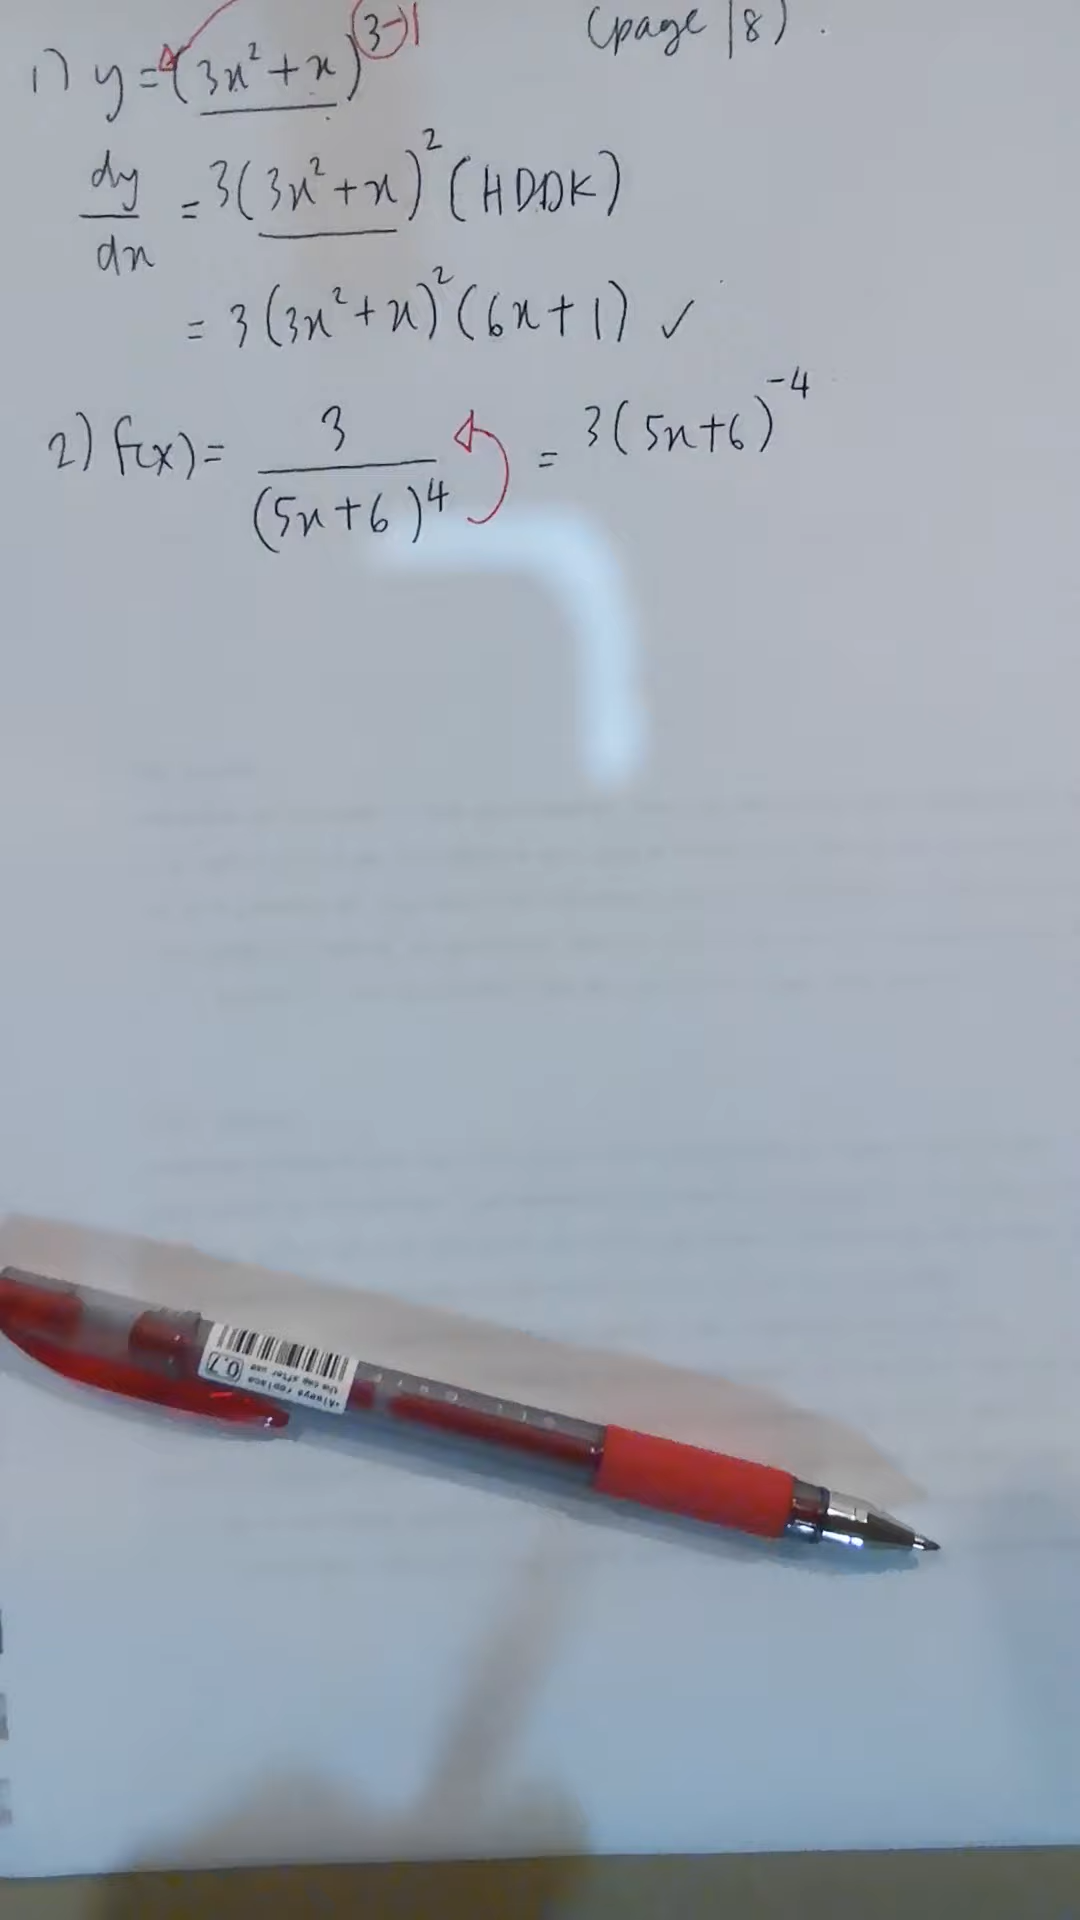 (page 18).
1) y = (3x²+x)^3-1
dy/dx = 3(3x²+x)² (HDDK)
= 3(3x²+x)²(6x+1) ✓
2) f(x) = 3/(5x+6)⁴ = 3(5x+6)⁻⁴
0.7
Always replace
the cap after use